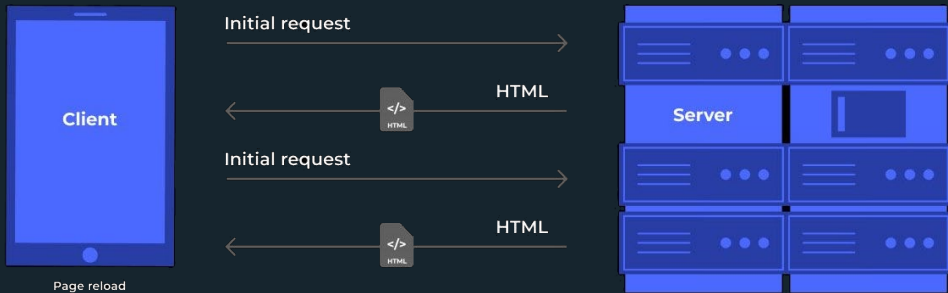 Initial request
HTML
</>
HTML
Client
Server
Initial request
HTML
</>
HTML
Page reload